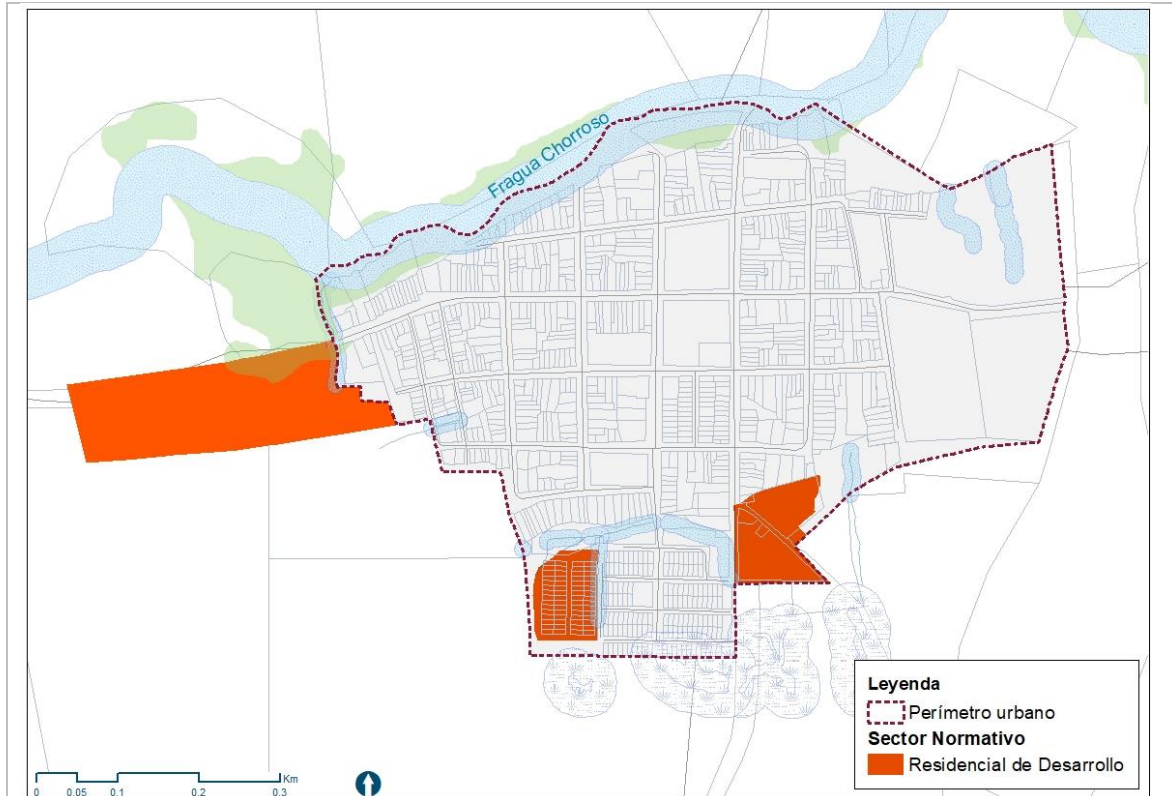 Fragua Chorroso
Leyenda
Perímetro urbano
Sector Normativo
Residencial de Desarrollo
Km
0 0.05 0.1 0.2 0.3